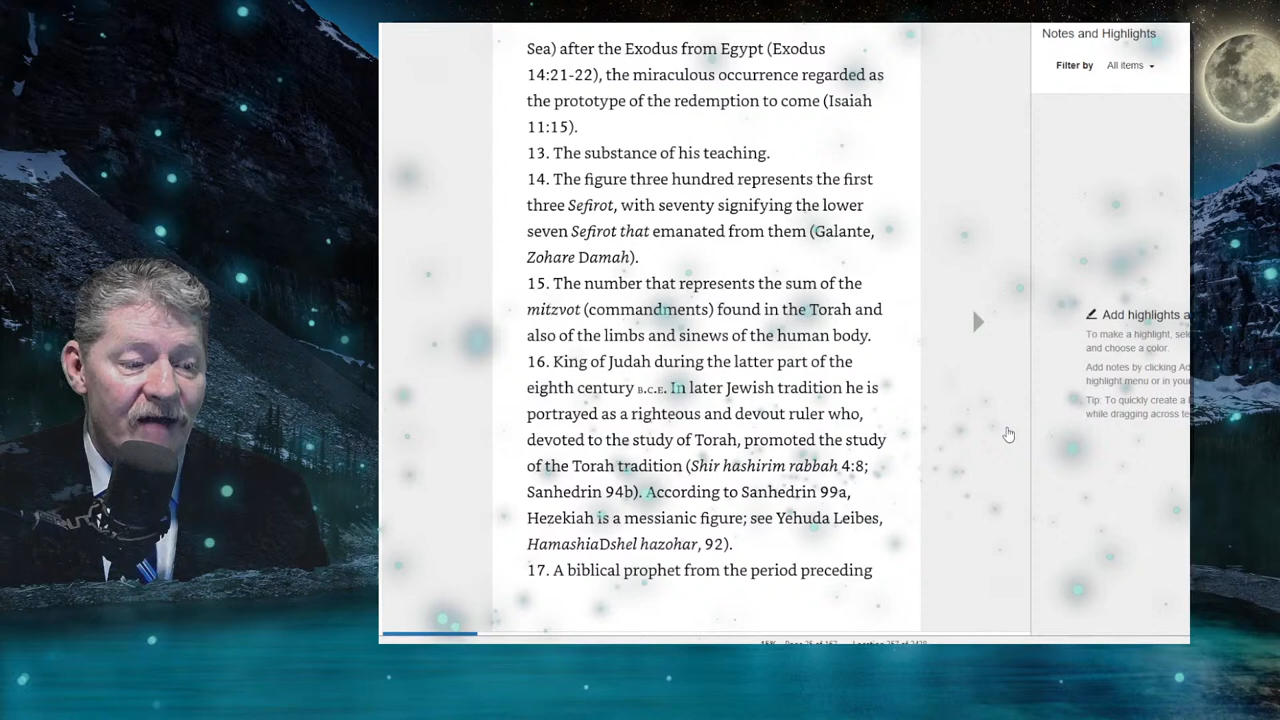 Sea) after the Exodus from Egypt (Exodus
14:21-22), the miraculous occurrence regarded as
the prototype of the redemption to come (Isaiah
11:15).
13. The substance of his teaching.
14. The figure three hundred represents the first
three Sefirot, with seventy signifying the lower
seven Sefirot that emanated from them (Galante,
Zohare Damah).
15. The number that represents the sum of the
mitzvot (commandments) found in the Torah and
also of the limbs and sinews of the human body.
16. King of Judah during the latter part of the
eighth century B.C.E. In later Jewish tradition he is
portrayed as a righteous and devout ruler who,
devoted to the study of Torah, promoted the study
of the Torah tradition (Shir hashirim rabbah 4:8;
Sanhedrin 94b). According to Sanhedrin 99a,
Hezekiah is a messianic figure; see Yehuda Leibes,
HamashiaDshel hazohar, 92).
17. A biblical prophet from the period preceding
Notes and Highlights
Filter by All items
Add highlights a
To make a highlight, sele
and choose a color.
Add notes by clicking Ad
highlight menu or in your
Tip: To quickly create a
while dragging across te